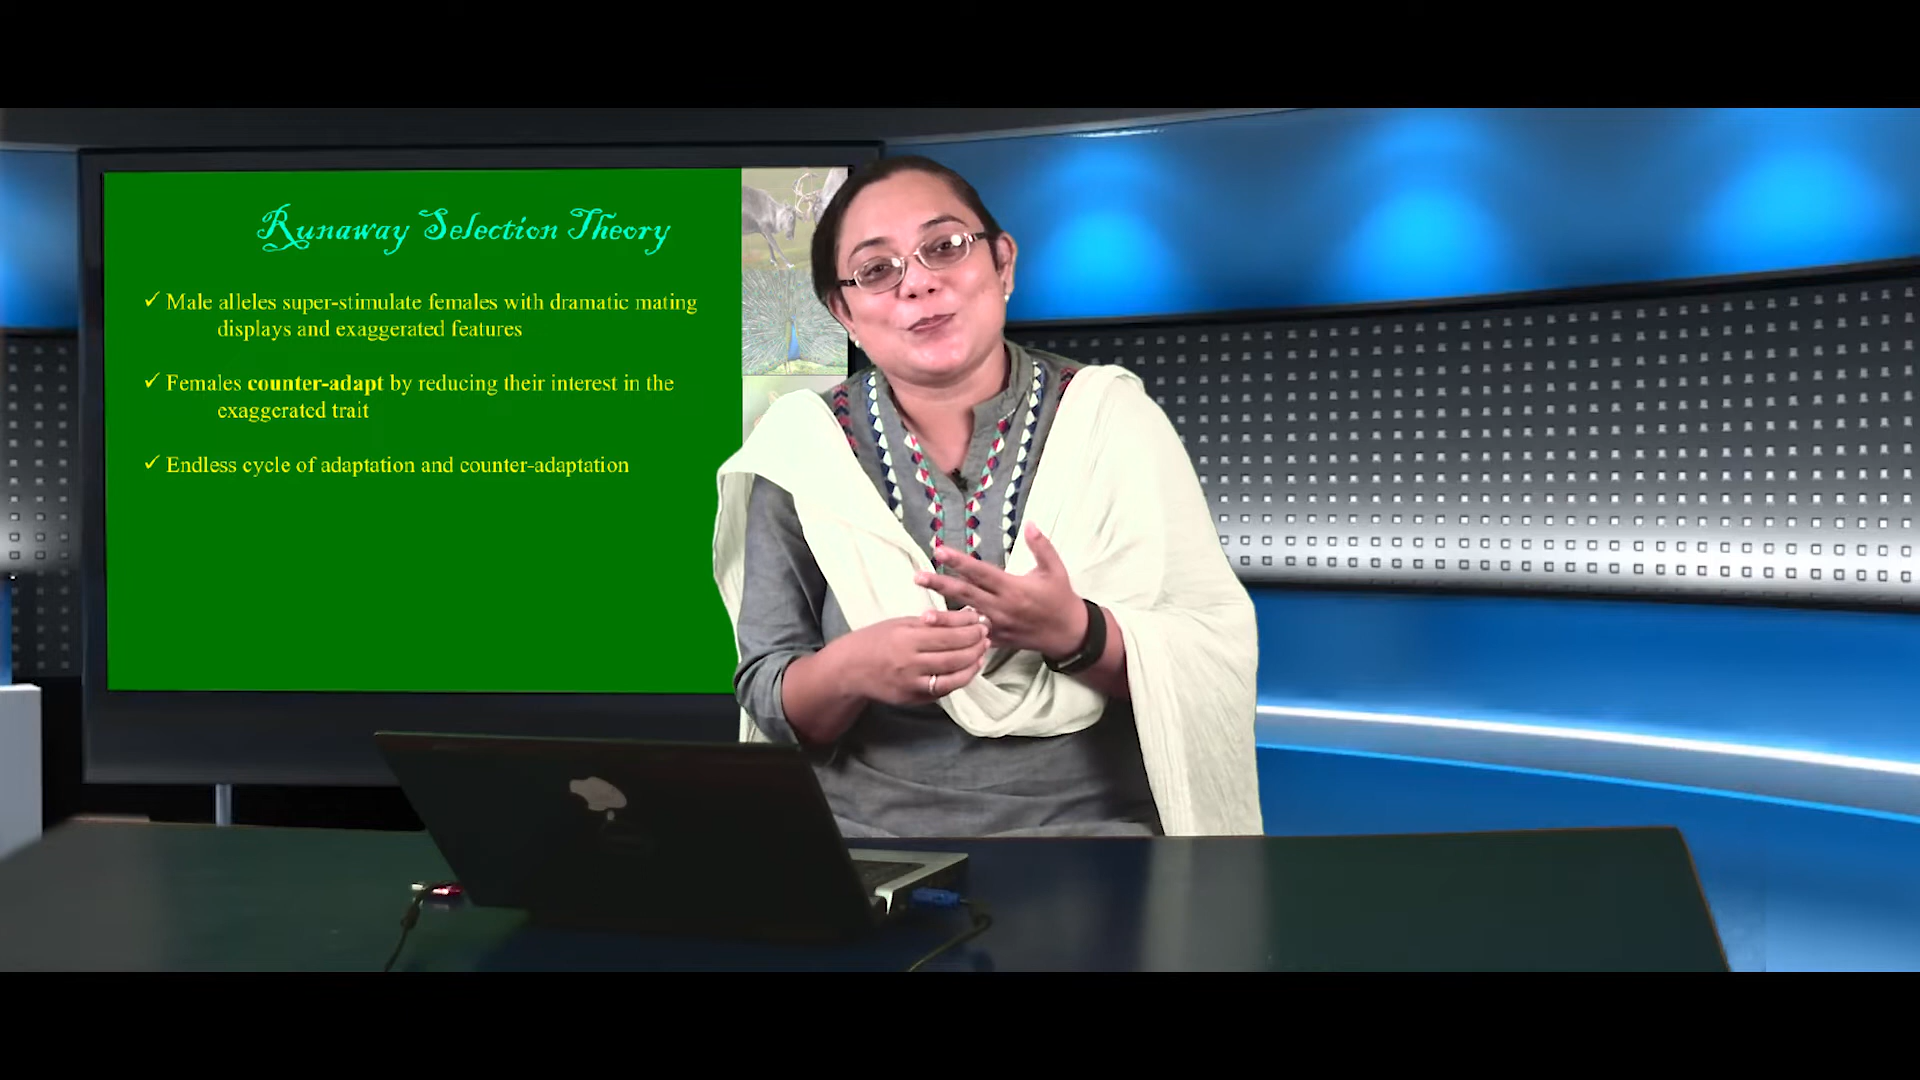 Runaway Selection Theory
✓ Male alleles super-stimulate females with dramatic mating
displays and exaggerated features
✓ Females counter-adapt by reducing their interest in the
exaggerated trait
✓ Endless cycle of adaptation and counter-adaptation